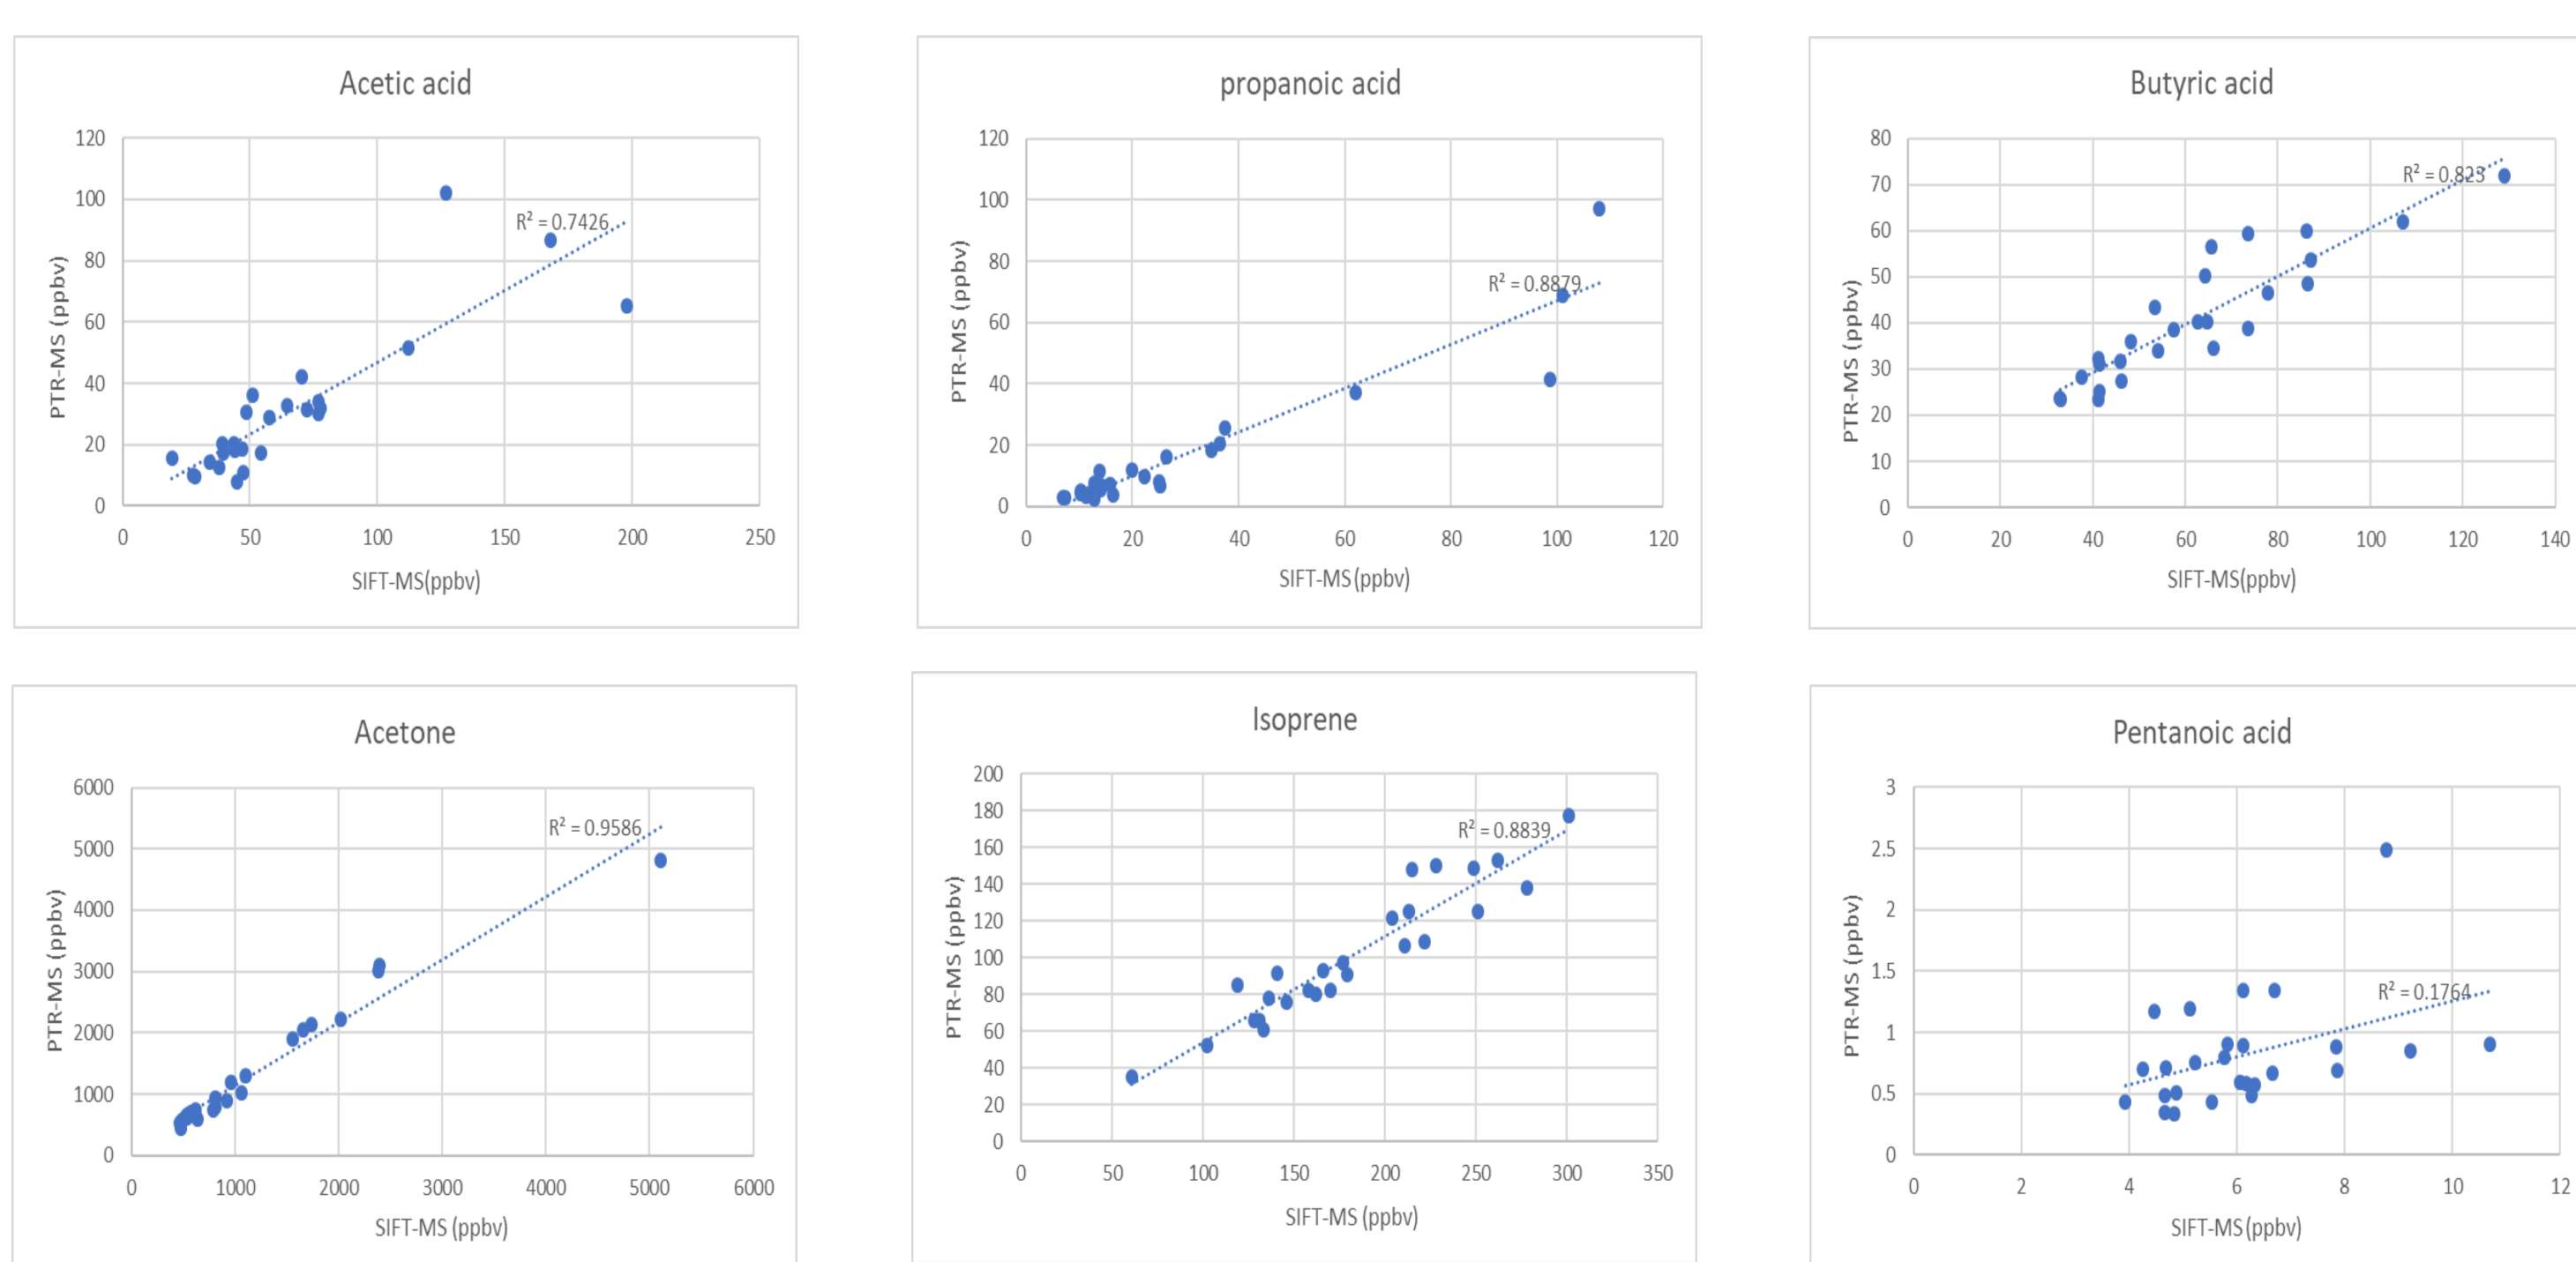 Acetic acid
120
100
80
60
40
20
0
R² = 0.7426
PTR-MS (ppbv)
0 50 100 150 200 250
SIFT-MS(ppbv)
propanoic acid
120
100
80
60
40
20
0
R² = 0.8879
PTR-MS (ppbv)
0 20 40 60 80 100 120
SIFT-MS(ppbv)
Butyric acid
80
70
60
50
40
30
20
10
0
R² = 0.823
PTR-MS (ppbv)
0 20 40 60 80 100 120 140
SIFT-MS(ppbv)
Acetone
6000
5000
4000
3000
2000
1000
0
R² = 0.9586
PTR-MS (ppbv)
0 1000 2000 3000 4000 5000 6000
SIFT-MS (ppbv)
Isoprene
200
180
160
140
120
100
80
60
40
20
0
R² = 0.8839
PTR-MS (ppbv)
0 50 100 150 200 250 300 350
SIFT-MS (ppbv)
Pentanoic acid
3
2.5
2
1.5
1
0.5
0
R² = 0.1764
PTR-MS (ppbv)
0 2 4 6 8 10 12
SIFT-MS(ppbv)